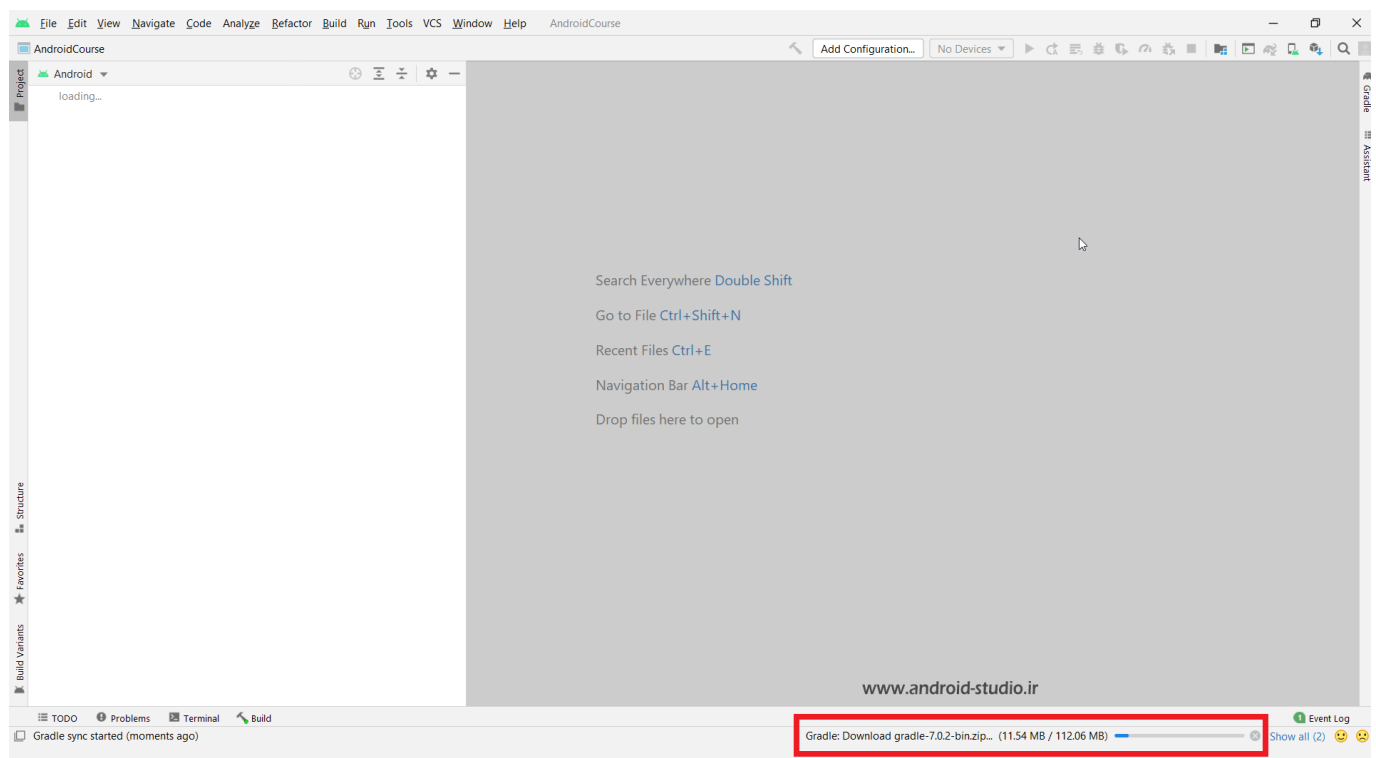 File Edit View Navigate Code Analyze Refactor Build Run Tools VCS Window Help AndroidCourse
AndroidCourse
Add Configuration...
No Devices
Project
Android
loading...
Gradle
Assistant
Search Everywhere Double Shift
Go to File Ctrl+Shift+N
Recent Files Ctrl+E
Navigation Bar Alt+Home
Drop files here to open
Structure
Favorites
Build Variants
www.android-studio.ir
TODO Problems Terminal Build
1 Event Log
Gradle sync started (moments ago)
Gradle: Download gradle-7.0.2-bin.zip... (11.54 MB / 112.06 MB)
Show all (2)